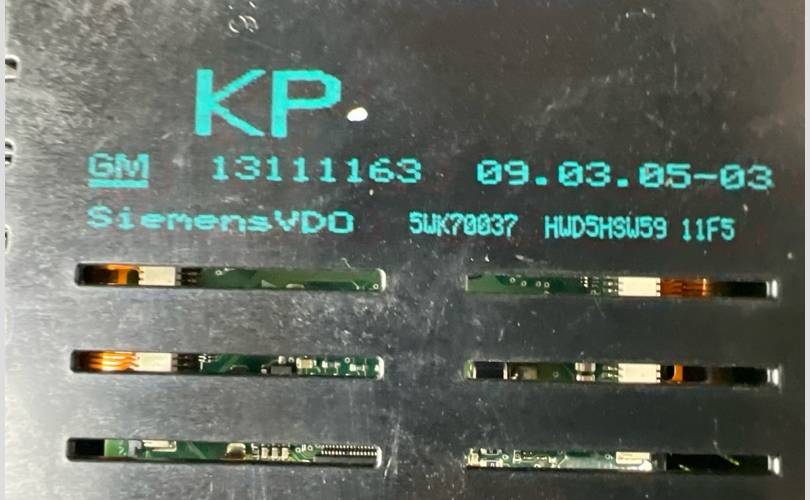 KP
GM 13111163 09.03.05-03
SiemensVDO 5WK70037 HWD5HSW59 11F5